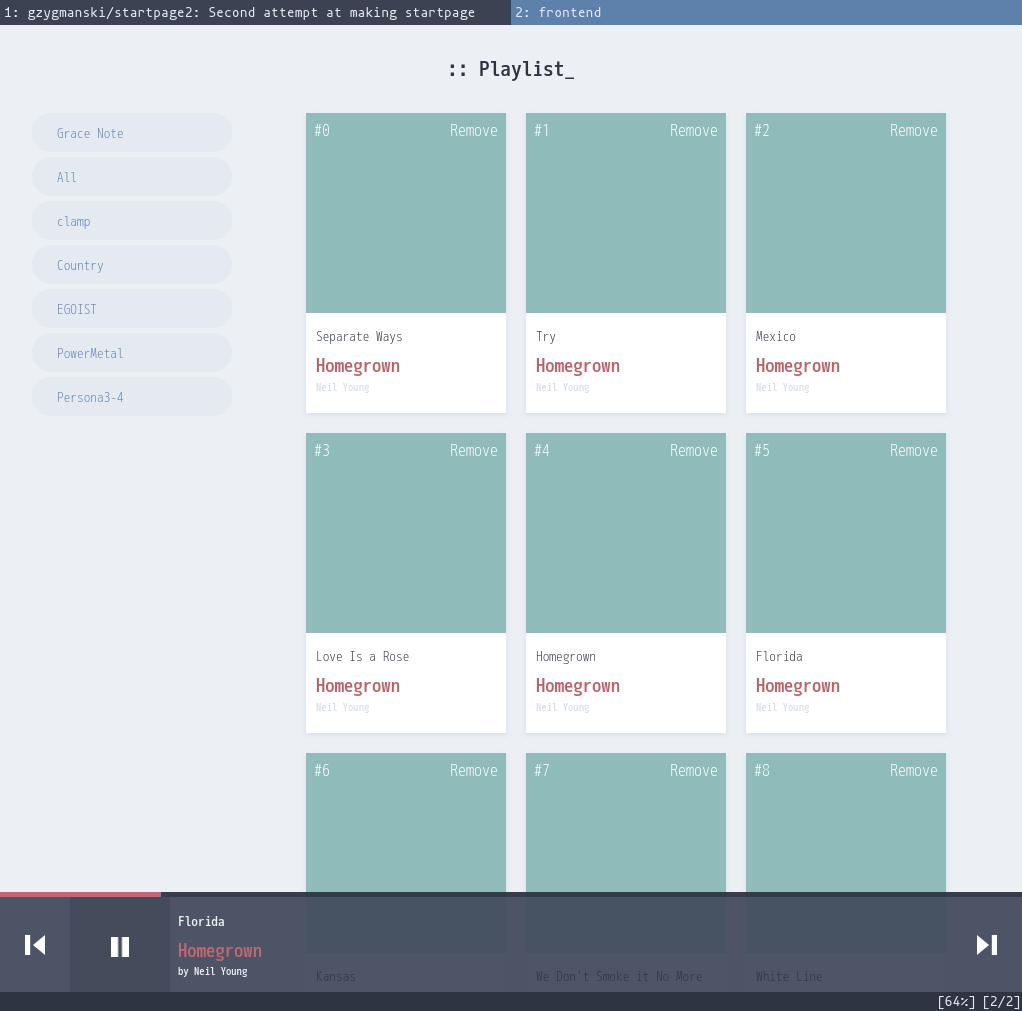 1: gzygmanski/startpage2: Second attempt at making startpage
2: frontend
:: Playlist_
Grace Note
All
clamp
Country
EGOIST
PowerMetal
Persona3-4
#0 Remove
Separate Ways
Homegrown
Neil Young
#1 Remove
Try
Homegrown
Neil Young
#2 Remove
Mexico
Homegrown
Neil Young
#3 Remove
Love Is a Rose
Homegrown
Neil Young
#4 Remove
Homegrown
Homegrown
Neil Young
#5 Remove
Florida
Homegrown
Neil Young
#6 Remove
Kansas
#7 Remove
We Don't Smoke it No More
#8 Remove
White Line
Florida
Homegrown
by Neil Young
[64%] [2/2]